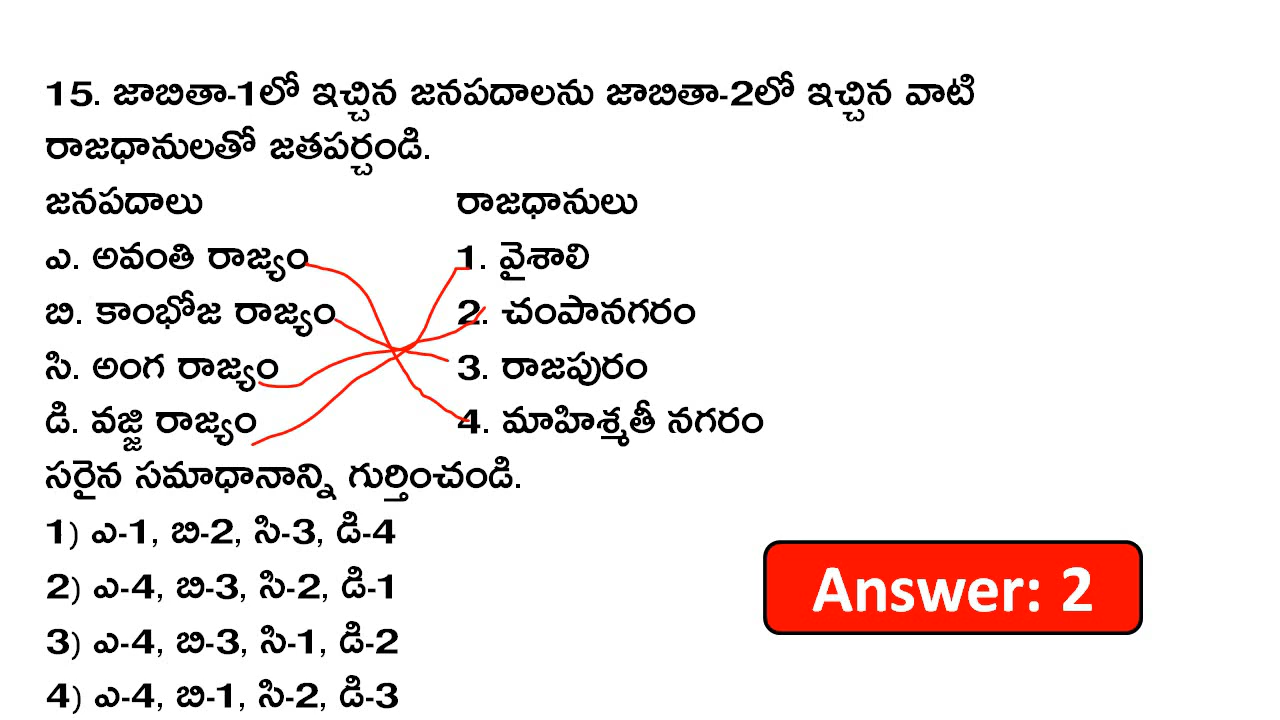 15. జాబితా-1లో ఇచ్చిన జనపదాలను జాబితా-2లో ఇచ్చిన వాటి
రాజధానులతో జతపర్చండి.
జనపదాలు రాజధానులు
ఎ. అవంతి రాజ్యం 1. వైశాలి
బి. కాంభోజ రాజ్యం 2. చంపానగరం
సి. అంగ రాజ్యం 3. రాజపురం
డి. వజ్జి రాజ్యం 4. మాహిశ్మతీ నగరం
సరైన సమాధానాన్ని గుర్తించండి.
1) ఎ-1, బి-2, సి-3, డి-4
2) ఎ-4, బి-3, సి-2, డి-1
3) ఎ-4, బి-3, సి-1, డి-2
4) ఎ-4, బి-1, సి-2, డి-3
Answer: 2